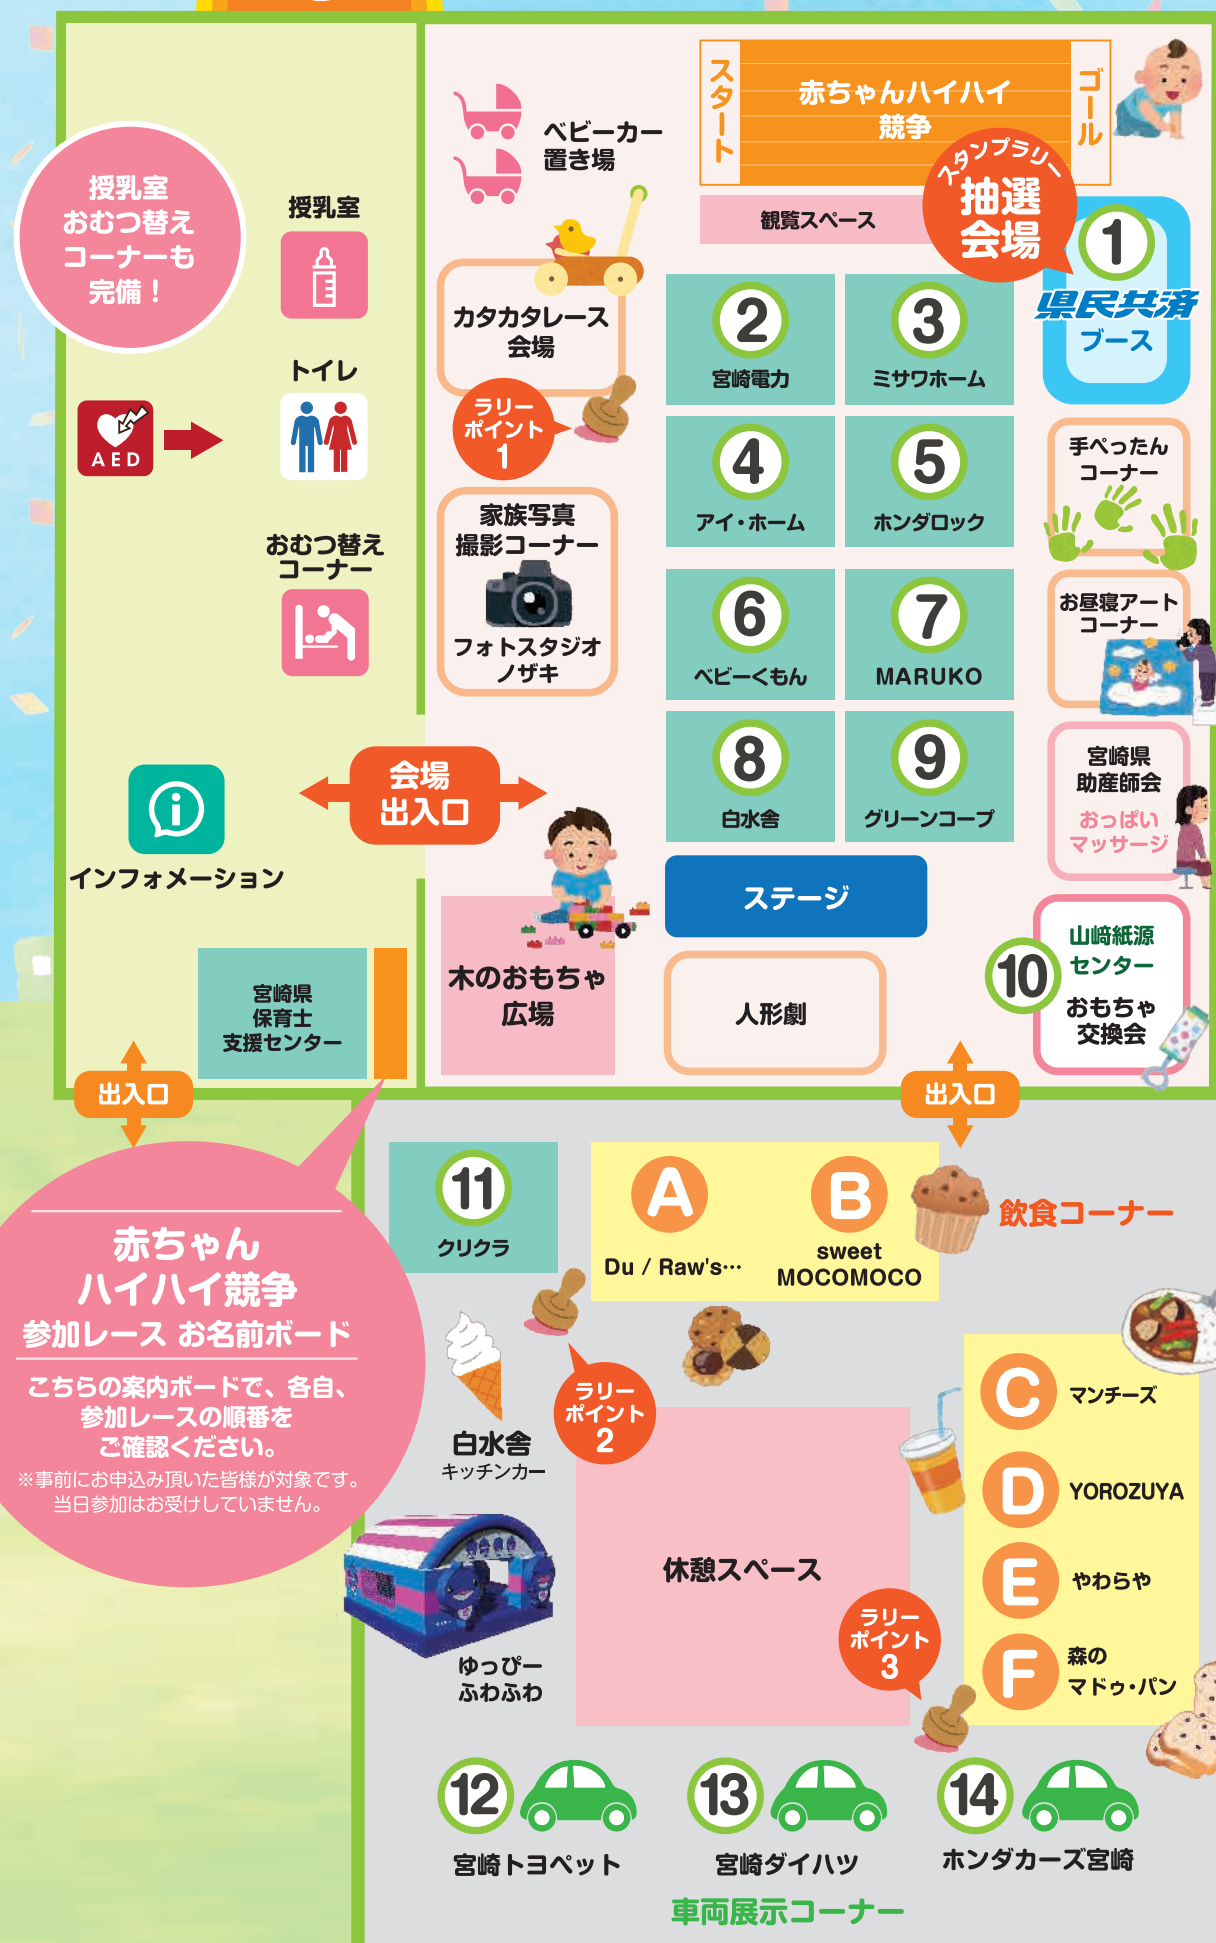 スタート
赤ちゃんハイハイ
競争
ゴール
ベビーカー
置き場
スタンプラリー
抽選
会場
観覧スペース
授乳室
おむつ替え
コーナーも
完備！
授乳室
トイレ
AED
おむつ替え
コーナー
カタカタレース
会場
ラリー
ポイント
1
家族写真
撮影コーナー
フォトスタジオ
ノザキ
1
県民共済
ブース
2
宮崎電力
3
ミサワホーム
4
アイ・ホーム
5
ホンダロック
6
ベビーくもん
7
MARUKO
8
白水舎
9
グリーンコープ
手ぺったん
コーナー
お昼寝アート
コーナー
宮崎県
助産師会
おっぱい
マッサージ
10
山﨑紙源
センター
おもちゃ
交換会
会場
出入口
i
インフォメーション
ステージ
木のおもちゃ
広場
人形劇
宮崎県
保育士
支援センター
出入口
出入口
赤ちゃん
ハイハイ競争
参加レース お名前ボード
こちらの案内ボードで、各自、
参加レースの順番を
ご確認ください。
※事前にお申込み頂いた皆様が対象です。
当日参加はお受けしていません。
11
クリクラ
A
Du / Raw's…
B
sweet
MOCOMOCO
飲食コーナー
ラリー
ポイント
2
白水舎
キッチンカー
C
マンチーズ
D
YOROZUYA
E
やわらや
F
森の
マドゥ・パン
休憩スペース
ラリー
ポイント
3
ゆっぴー
ふわふわ
12
宮崎トヨペット
13
宮崎ダイハツ
14
ホンダカーズ宮崎
車両展示コーナー